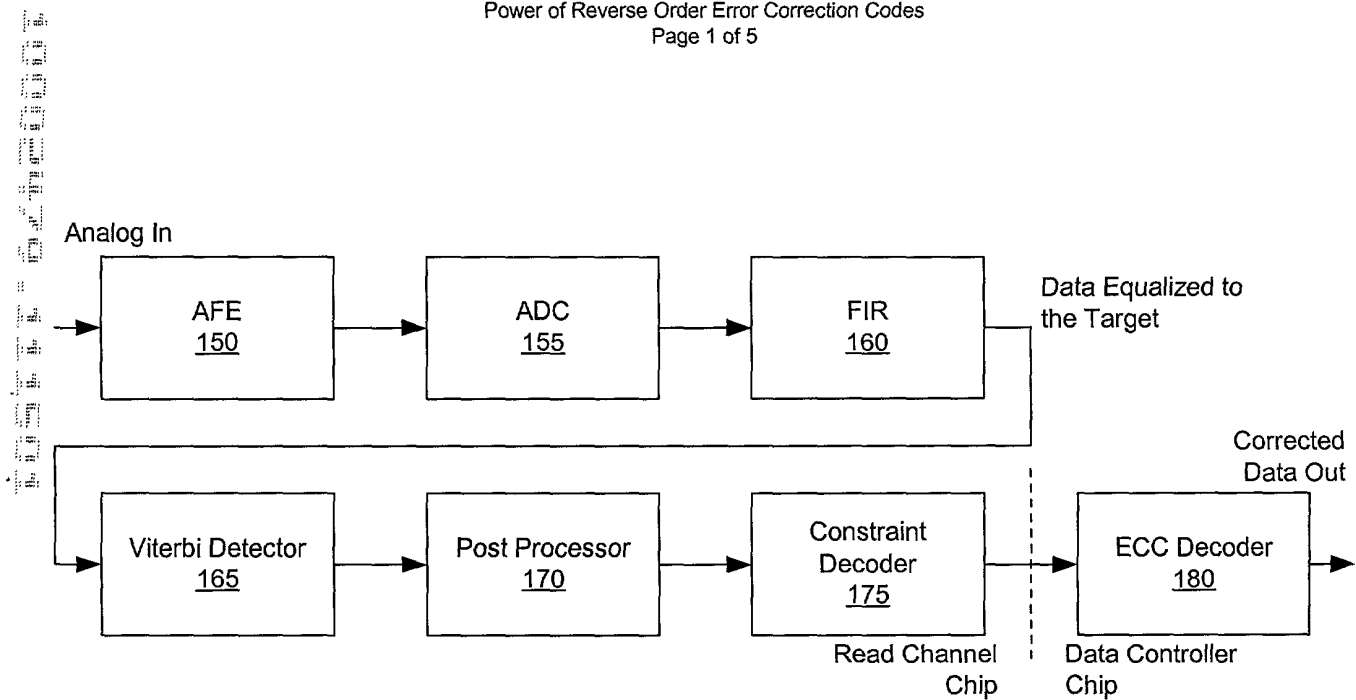 Power of Reverse Order Error Correction Codes
Page 1 of 5
Analog In
AFE
150
ADC
155
FIR
160
Data Equalized to
the Target
Corrected
Data Out
Viterbi Detector
165
Post Processor
170
Constraint
Decoder
175
ECC Decoder
180
Read Channel
Chip
Data Controller
Chip